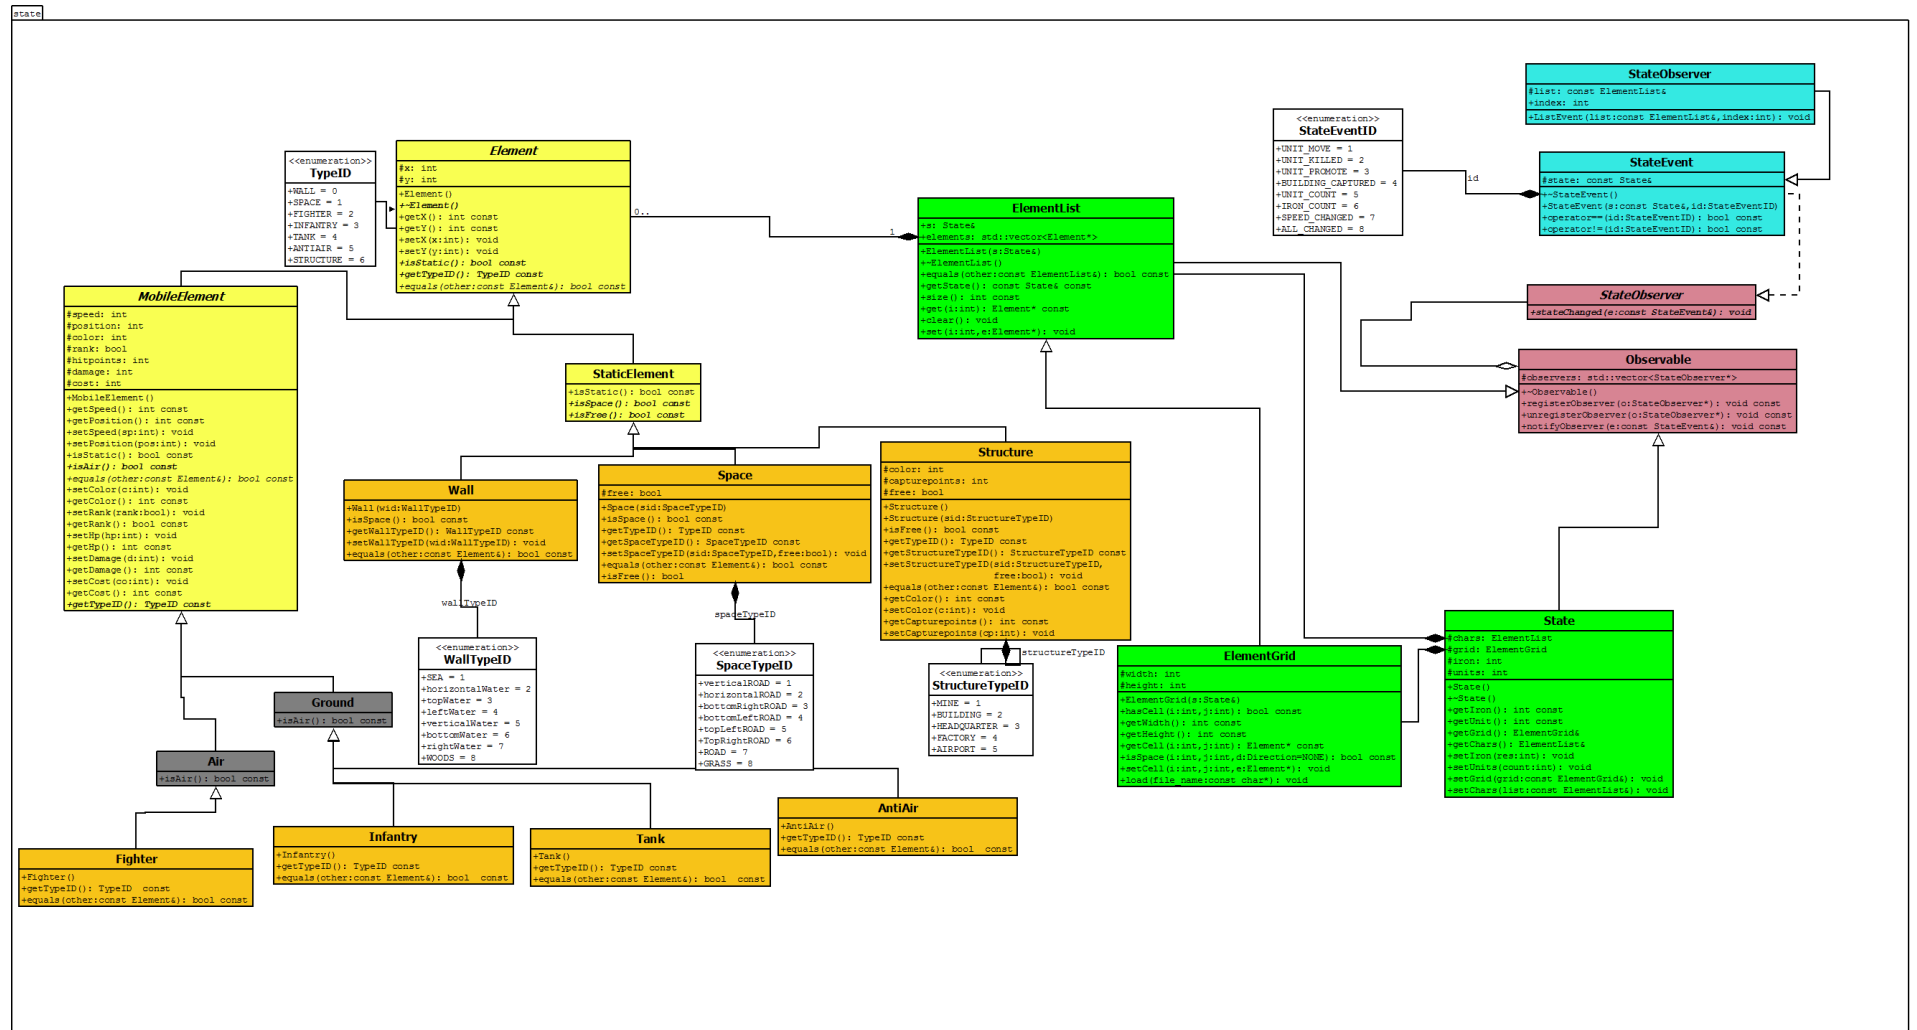 state
StateObserver
#list: const ElementList&
+index: int
+ListEvent(list:const ElementList&,index:int): void
<<enumeration>>
StateEventID
+UNIT_MOVE = 1
+UNIT_KILLED = 2
+UNIT_PROMOTE = 3
+BUILDING_CAPTURED = 4
+UNIT_COUNT = 5
+IRON_COUNT = 6
+SPEED_CHANGED = 7
+ALL_CHANGED = 8
id
StateEvent
#state: const State&
+~StateEvent()
+StateEvent(s:const State&,id:StateEventID)
+operator==(id:StateEventID): bool const
+operator!=(id:StateEventID): bool const
<<enumeration>>
TypeID
+WALL = 0
+SPACE = 1
+FIGHTER = 2
+INFANTRY = 3
+TANK = 4
+ANTIAIR = 5
+STRUCTURE = 6
Element
#x: int
#y: int
+Element()
+~Element()
+getX(): int const
+getY(): int const
+setX(x:int): void
+setY(y:int): void
+isStatic(): bool const
+getTypeID(): TypeID const
+equals(other:const Element&): bool const
0..
1
ElementList
+s: State&
+elements: std::vector<Element*>
+ElementList(s:State&)
+~ElementList()
+equals(other:const ElementList&): bool const
+getState(): const State& const
+size(): int const
+get(i:int): Element* const
+clear(): void
+set(i:int,e:Element*): void
StateObserver
+stateChanged(e:const StateEvent&): void
Observable
#observers: std::vector<StateObserver*>
+~Observable()
+registerObserver(o:StateObserver*): void const
+unregisterObserver(o:StateObserver*): void const
+notifyObserver(e:const StateEvent&): void const
MobileElement
#speed: int
#position: int
#color: int
#rank: bool
#hitpoints: int
#damage: int
#cost: int
+MobileElement()
+getSpeed(): int const
+getPosition(): int const
+setSpeed(sp:int): void
+setPosition(pos:int): void
+isStatic(): bool const
+isAir(): bool const
+equals(other:const Element&): bool const
+setColor(c:int): void
+getColor(): int const
+setRank(rank:bool): void
+getRank(): bool const
+setHp(hp:int): void
+getHp(): int const
+setDamage(d:int): void
+getDamage(): int const
+setCost(co:int): void
+getCost(): int const
+getTypeID(): TypeID const
StaticElement
+isStatic(): bool const
+isSpace(): bool const
+isFree(): bool const
Wall
+Wall(wid:WallTypeID)
+isSpace(): bool const
+getWallTypeID(): WallTypeID const
+setWallTypeID(wid:WallTypeID): void
+equals(other:const Element&): bool const
wallTypeID
Space
#free: bool
+Space(sid:SpaceTypeID)
+isSpace(): bool const
+getTypeID(): TypeID const
+getSpaceTypeID(): SpaceTypeID const
+setSpaceTypeID(sid:SpaceTypeID,free:bool): void
+equals(other:const Element&): bool const
+isFree(): bool
spaceTypeID
Structure
#color: int
#capturepoints: int
#free: bool
+Structure()
+Structure(sid:StructureTypeID)
+isFree(): bool const
+getTypeID(): TypeID const
+getStructureTypeID(): StructureTypeID const
+setStructureTypeID(sid:StructureTypeID,
free:bool): void
+equals(other:const Element&): bool const
+getColor(): int const
+setColor(c:int): void
+getCapturepoints(): int const
+setCapturepoints(cp:int): void
structureTypeID
<<enumeration>>
WallTypeID
+SEA = 1
+horizontalWater = 2
+topWater = 3
+leftWater = 4
+verticalWater = 5
+bottomWater = 6
+rightWater = 7
+WOODS = 8
<<enumeration>>
SpaceTypeID
+verticalROAD = 1
+horizontalROAD = 2
+bottomRightROAD = 3
+bottomLeftROAD = 4
+topLeftROAD = 5
+TopRightROAD = 6
+ROAD = 7
+GRASS = 8
<<enumeration>>
StructureTypeID
+MINE = 1
+BUILDING = 2
+HEADQUARTER = 3
+FACTORY = 4
+AIRPORT = 5
ElementGrid
#width: int
#height: int
+ElementGrid(s:State&)
+hasCell(i:int,j:int): bool const
+getWidth(): int const
+getHeight(): int const
+getCell(i:int,j:int): Element* const
+isSpace(i:int,j:int,d:Direction=NONE): bool const
+setCell(i:int,j:int,e:Element*): void
+load(file_name:const char*): void
State
#chars: ElementList
#grid: ElementGrid
#iron: int
#units: int
+State()
+~State()
+getIron(): int const
+getUnit(): int const
+getGrid(): ElementGrid&
+getChars(): ElementList&
+setIron(res:int): void
+setUnits(count:int): void
+setGrid(grid:const ElementGrid&): void
+setChars(list:const ElementList&): void
Ground
+isAir(): bool const
Air
+isAir(): bool const
Fighter
+Fighter()
+getTypeID(): TypeID  const
+equals(other:const Element&): bool const
Infantry
+Infantry()
+getTypeID(): TypeID const
+equals(other:const Element&): bool  const
Tank
+Tank()
+getTypeID(): TypeID const
+equals(other:const Element&): bool  const
AntiAir
+AntiAir()
+getTypeID(): TypeID const
+equals(other:const Element&): bool  const